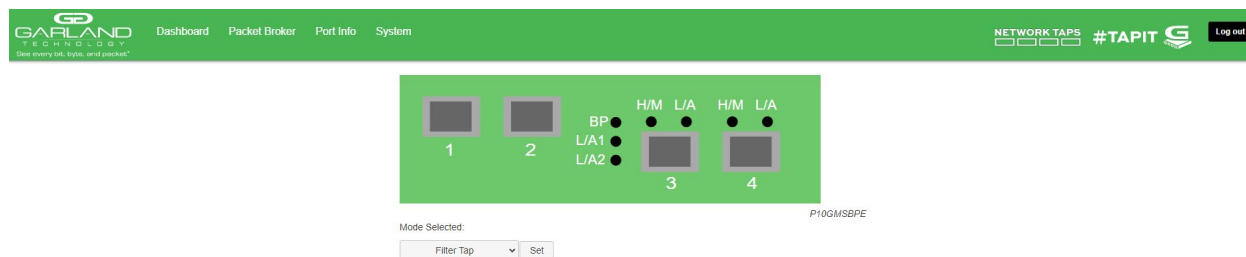 GARLAND
TECHNOLOGY
See every bit, byte, and packet®
Dashboard Packet Broker Port Info System
NETWORK TAPS
#TAPIT
Log out
H/M L/A H/M L/A
BP
L/A1
L/A2
1 2 3 4
P10GMSBPE
Mode Selected:
Filter Tap Set